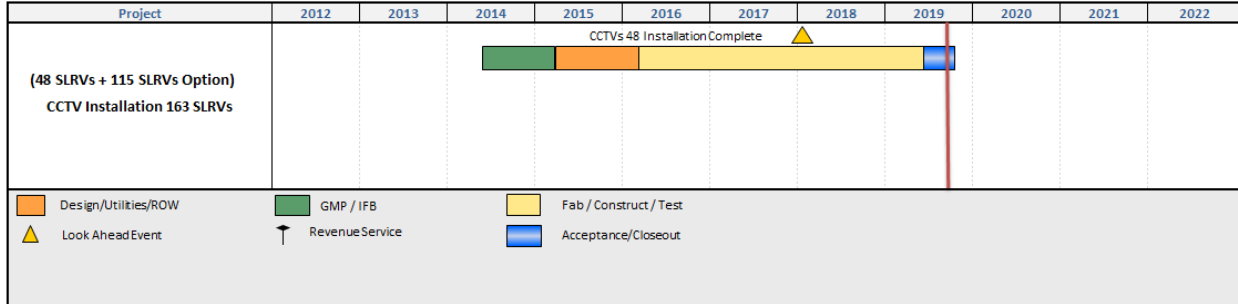 Project 2012 2013 2014 2015 2016 2017 2018 2019 2020 2021 2022
CCTVs 48 Installation Complete
(48 SLRVs + 115 SLRVs Option)
CCTV Installation 163 SLRVs
Design/Utilities/ROW GMP / IFB Fab / Construct / Test
Look Ahead Event Revenue Service Acceptance/Closeout